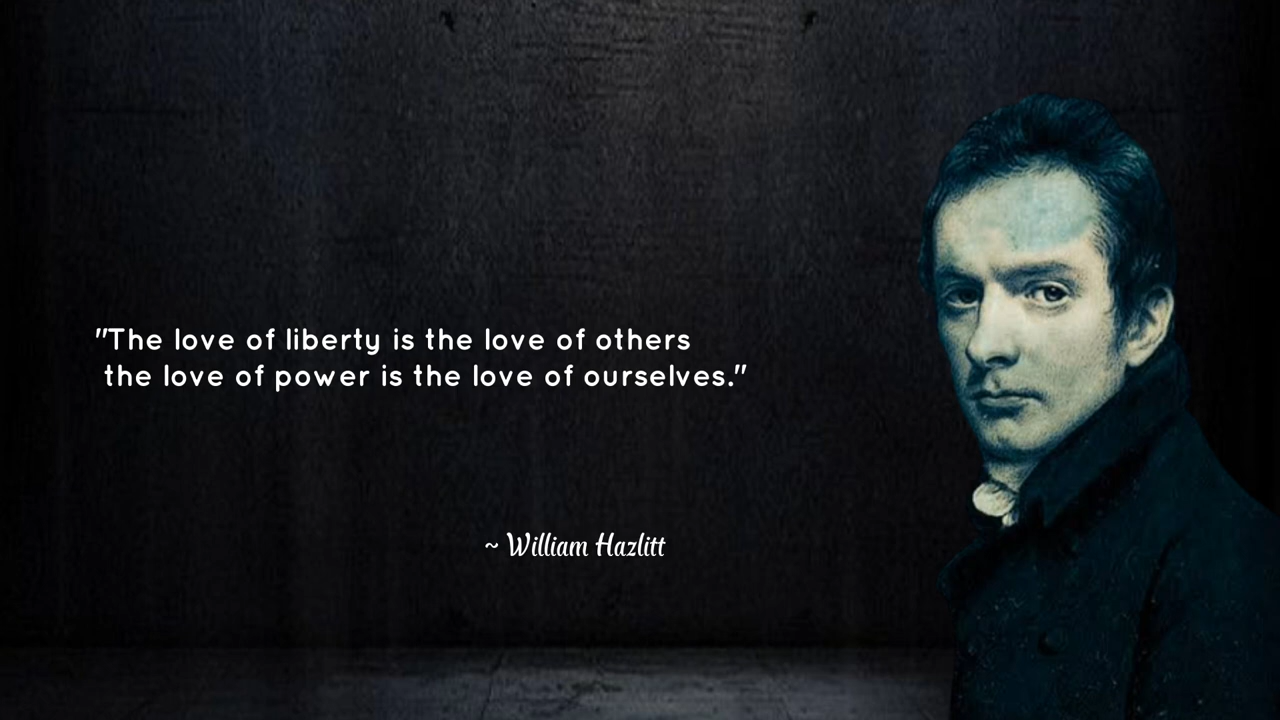 "The love of liberty is the love of others
the love of power is the love of ourselves."
~ William Hazlitt